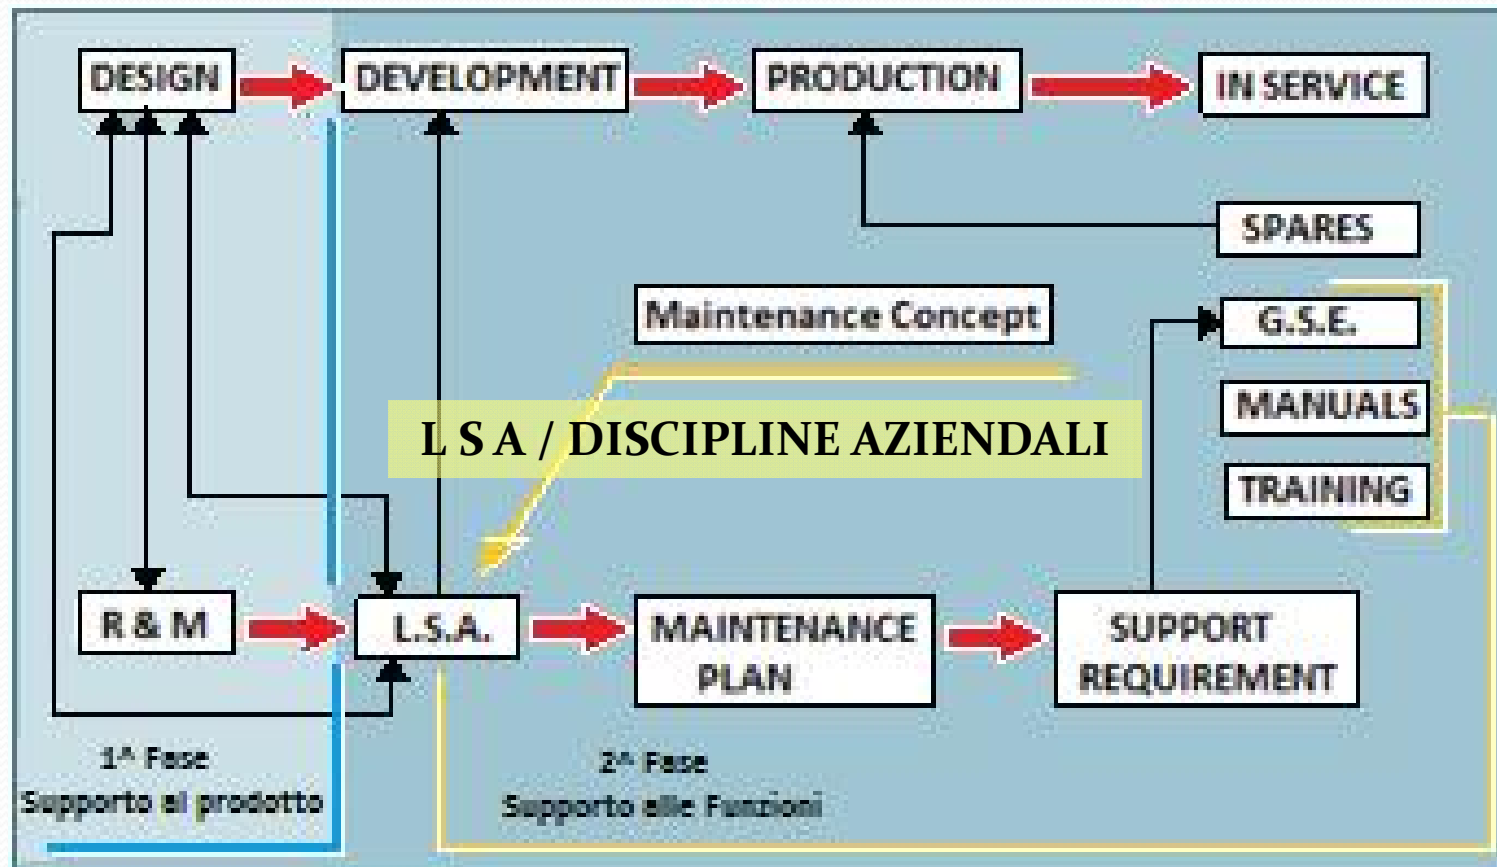 DESIGN
DEVELOPMENT
PRODUCTION
IN SERVICE
SPARES
Maintenance Concept
G.S.E.
MANUALS
L S A / DISCIPLINE AZIENDALI
TRAINING
R & M
L.S.A.
MAINTENANCE
PLAN
SUPPORT
REQUIREMENT
1^ Fase
Supporto al prodotto
2^ Fase
Supporto alle Funzioni